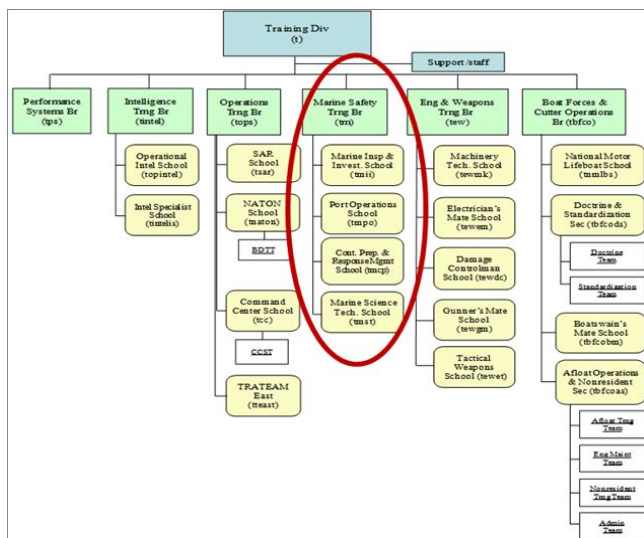 Training Div
(t)
Support /staff
Performance
Systems Br
(tps)
Intelligence
Trng Br
(tintel)
Operations
Trng Br
(tops)
Marine Safety
Trng Br
(tm)
Eng & Weapons
Trng Br
(tew)
Boat Forces &
Cutter Operations
Br (tbfco)
Operational
Intel School
(topintel)
Intel Specialist
School
(tintelis)
SAR
School
(tsar)
NATON
School
(tnaton)
BDTT
Command
Center School
(tcc)
CCST
TRATEAM
East
(tteast)
Marine Insp &
Invest. School
(tmii)
Port Operations
School
(tmpo)
Cont. Prep. &
Response Mgmt
School (tmcp)
Marine Science
Tech. School
(tmst)
Machinery
Tech. School
(tewmk)
Electrician's
Mate School
(tewem)
Damage
Controlman
School (tewdc)
Gunner's Mate
School
(tewgm)
Tactical
Weapons
School (tewet)
National Motor
Lifeboat School
(tnmlbs)
Doctrine &
Standardization
Sec (tbfcods)
Doctrine
Team
Standardization
Team
Boatswain's
Mate School
(tbfcobm)
Afloat Operations
& Nonresident
Sec (tbfcoas)
Afloat Trng
Team
Eng Maint
Team
Nonresident
Trng Team
Admin
Team